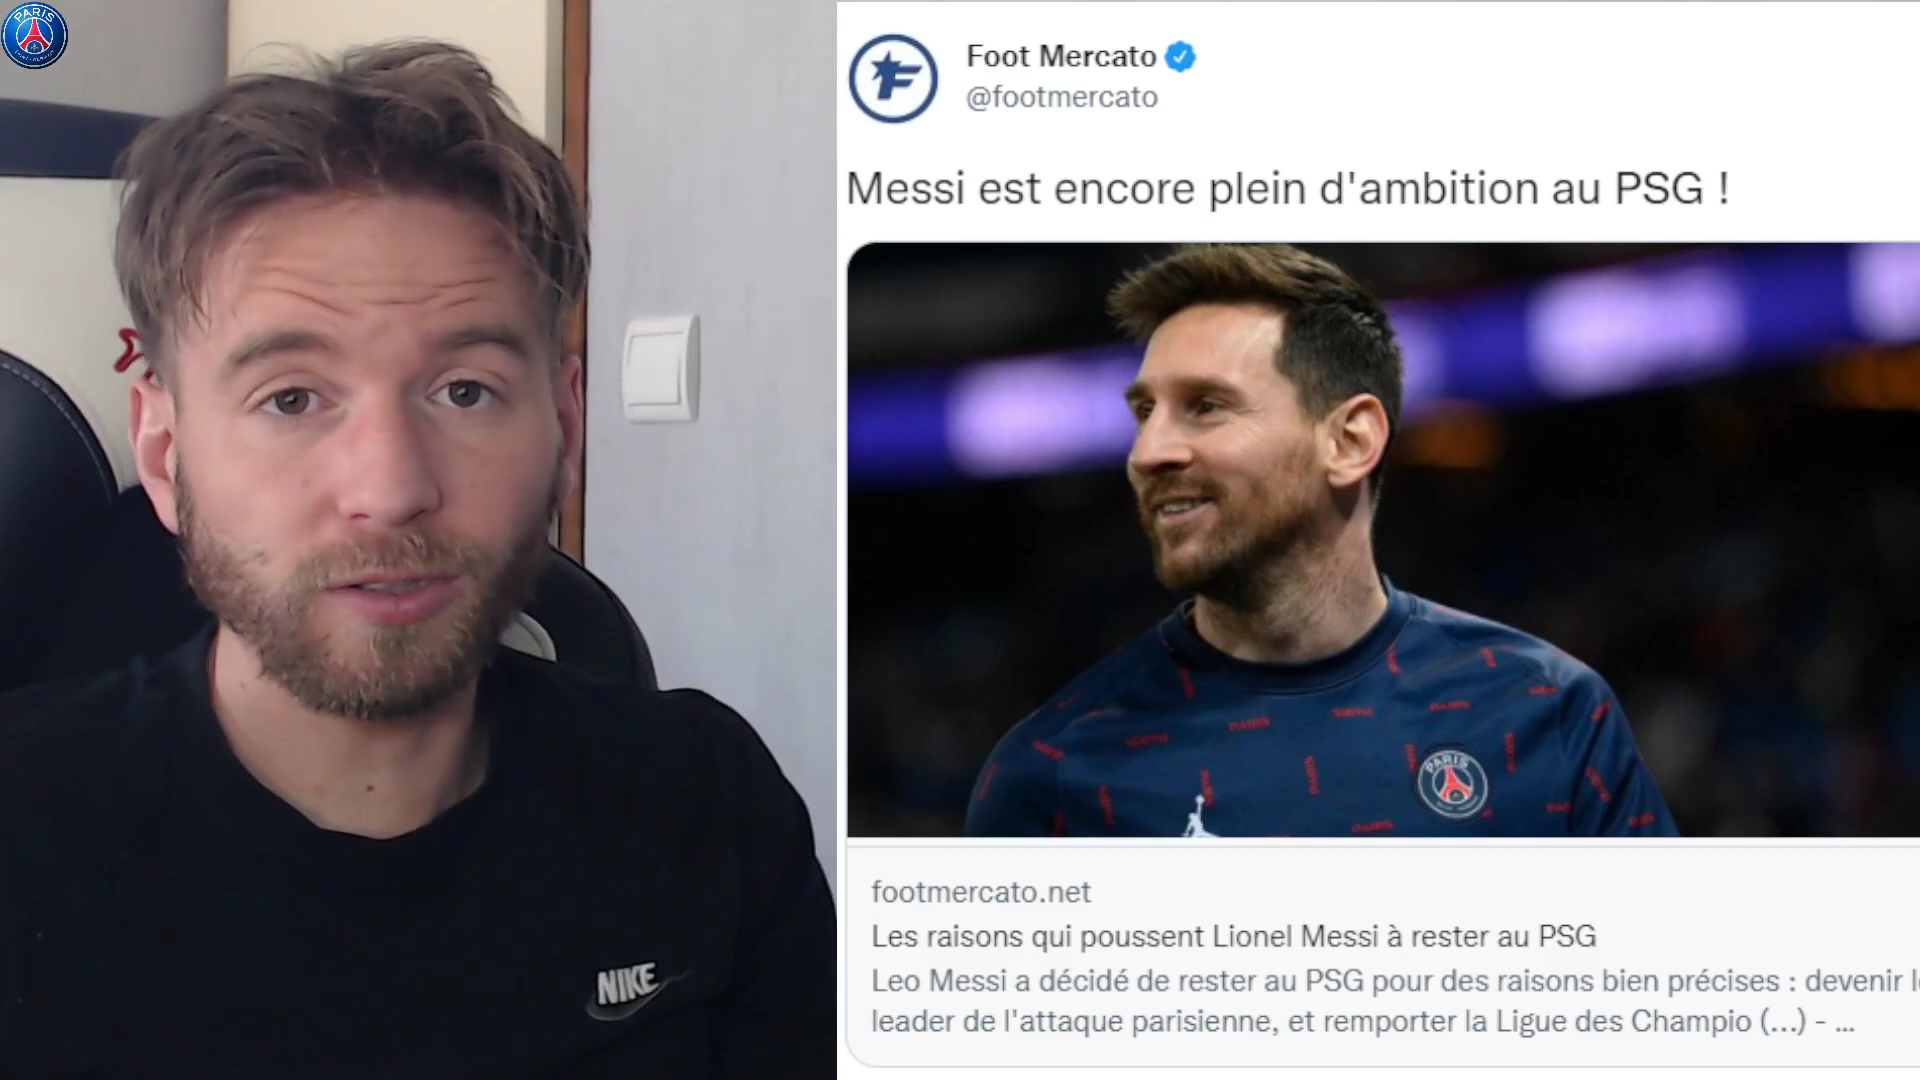 PARIS
Foot Mercato
@footmercato
Messi est encore plein d'ambition au PSG !
PARIS
NIKE
footmercato.net
Les raisons qui poussent Lionel Messi à rester au PSG
Leo Messi a décidé de rester au PSG pour des raisons bien précises : devenir
leader de l'attaque parisienne, et remporter la Ligue des Champio (...) - ...